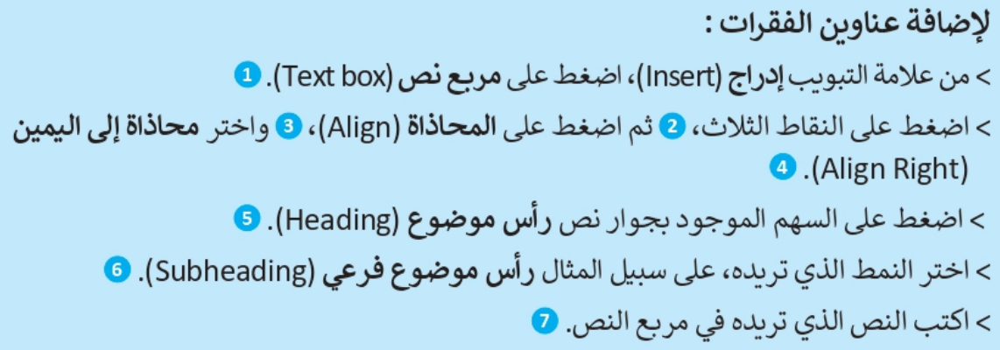 لإضافة عناوين الفقرات :
> من علامة التبويب إدراج (Insert)، اضغط على مربع نص (Text box). 1
> اضغط على النقاط الثلاث، 2 ثم اضغط على المحاذاة (Align)، 3 واختر محاذاة إلى اليمين
(Align Right). 4
> اضغط على السهم الموجود بجوار نص رأس موضوع (Heading). 5
> اختر النمط الذي تريده، على سبيل المثال رأس موضوع فرعي (Subheading). 6
> اكتب النص الذي تريده في مربع النص. 7